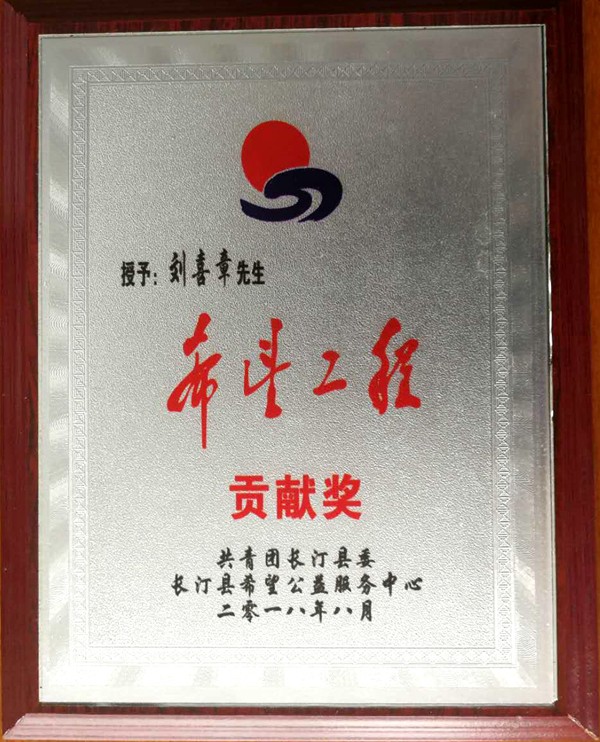 授予：刘喜章先生
希望工程
贡献奖
共青团长汀县委
长汀县希望公益服务中心
二零一八年八月